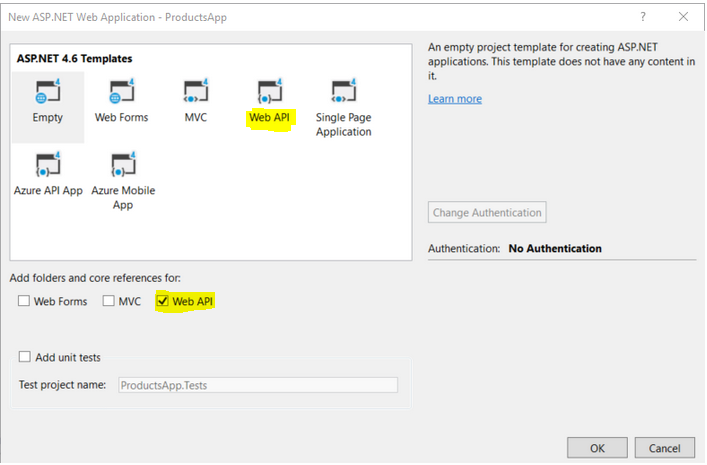 New ASP.NET Web Application - ProductsApp
? ×
ASP.NET 4.6 Templates
Empty
Web Forms
MVC
Web API
Single Page
Application
Azure API App
Azure Mobile
App
An empty project template for creating ASP.NET
applications. This template does not have any content in
it.
Learn more
Change Authentication
Authentication: No Authentication
Add folders and core references for:
Web Forms MVC Web API
Add unit tests
Test project name: ProductsApp.Tests
OK Cancel